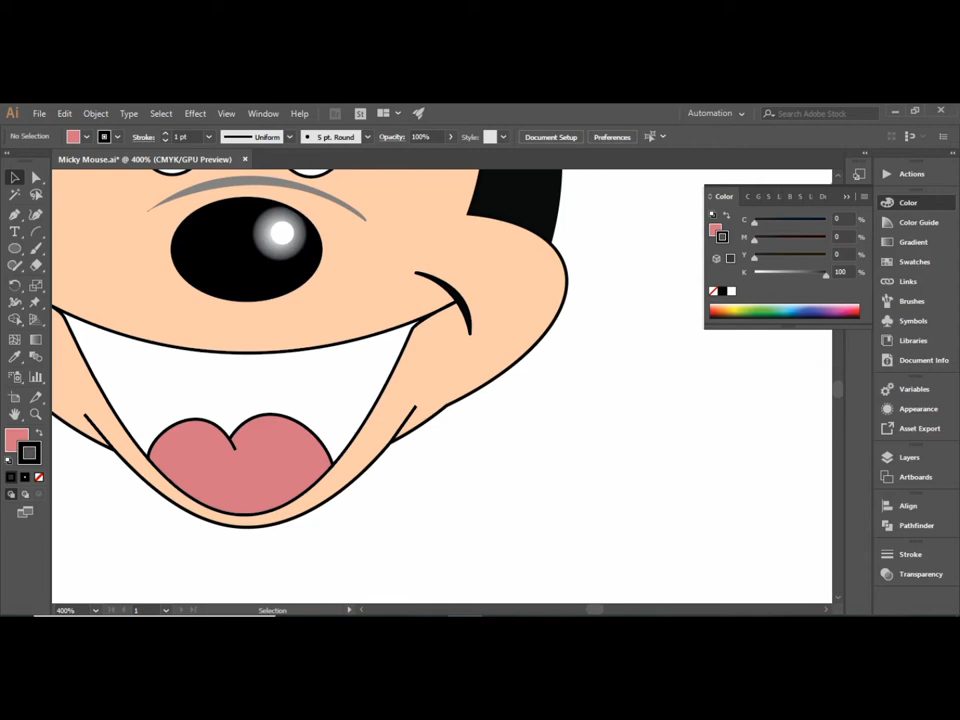 Ai File Edit Object Type Select Effect View Window Help Br St Automation Search Adobe Stock
No Selection Stroke: 1 pt Uniform 5 pt. Round Opacity: 100% Style: Document Setup Preferences
Micky Mouse.ai* @ 400% (CMYK/GPU Preview)
Actions
Color C G S L
Color
C 0 %
Color Guide
M 0 %
Gradient
Y 0 %
Swatches
K 100 %
Links
Brushes
Symbols
Libraries
Document Info
Variables
Appearance
Asset Export
Layers
Artboards
Align
Pathfinder
Stroke
Transparency
400% 1 Selection